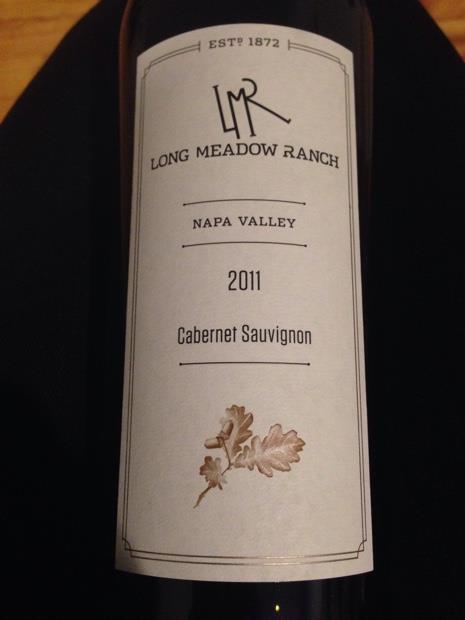 ESTD 1872
LMR
LONG MEADOW RANCH
NAPA VALLEY
2011
Cabernet Sauvignon